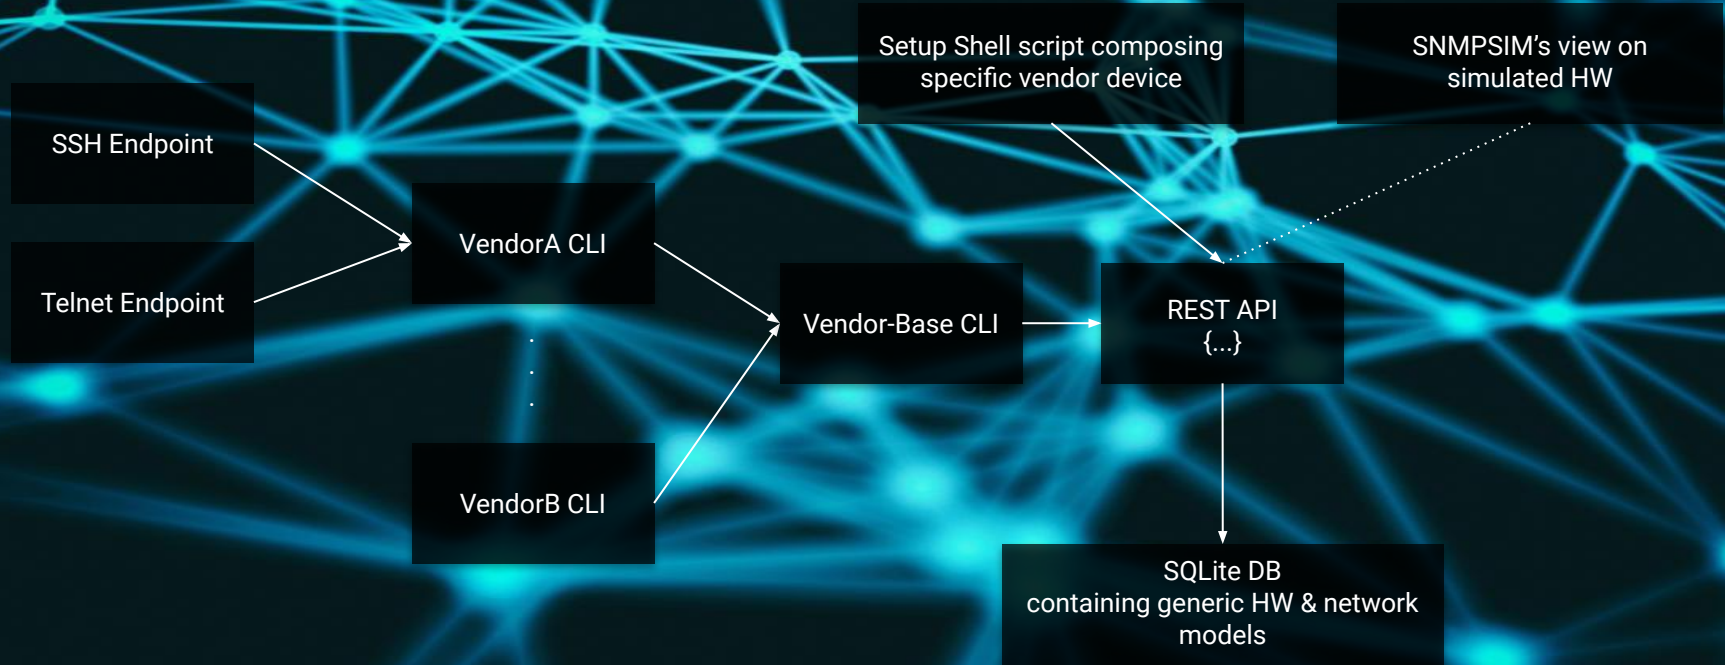 Setup Shell script composing
specific vendor device
SNMPSIM’s view on
simulated HW
SSH Endpoint
VendorA CLI
Telnet Endpoint
Vendor-Base CLI
REST API
{...}
.
.
.
VendorB CLI
SQLite DB
containing generic HW & network
models